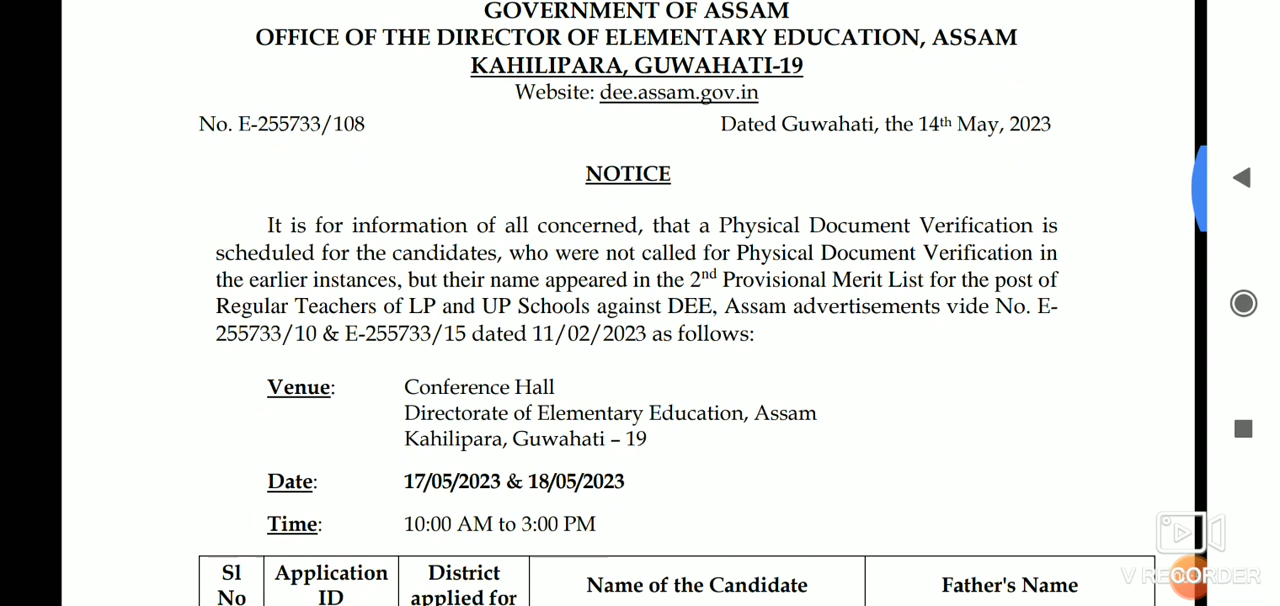 GOVERNMENT OF ASSAM
OFFICE OF THE DIRECTOR OF ELEMENTARY EDUCATION, ASSAM
KAHILIPARA, GUWAHATI-19
Website: dee.assam.gov.in
No. E-255733/108 Dated Guwahati, the 14th May, 2023
NOTICE
It is for information of all concerned, that a Physical Document Verification is
scheduled for the candidates, who were not called for Physical Document Verification in
the earlier instances, but their name appeared in the 2nd Provisional Merit List for the post of
Regular Teachers of LP and UP Schools against DEE, Assam advertisements vide No. E-
255733/10 & E-255733/15 dated 11/02/2023 as follows:
Venue: Conference Hall
Directorate of Elementary Education, Assam
Kahilipara, Guwahati – 19
Date: 17/05/2023 & 18/05/2023
Time: 10:00 AM to 3:00 PM
Sl No Application ID District applied for Name of the Candidate Father's Name
V RECORDER